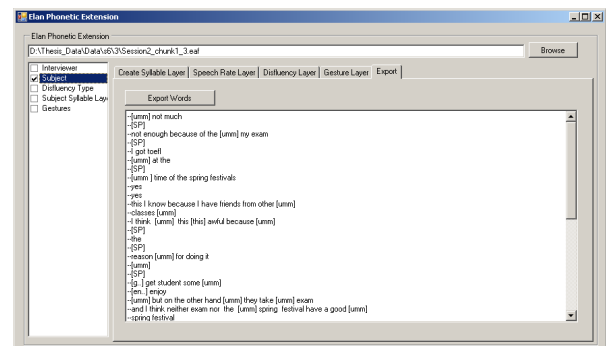 Elan Phonetic Extension
Elan Phonetic Extension
D:\Thesis_Data\Data\s6\3\Session2_chunk1_3.eaf
Browse
Interviewer
Subject
Disfluency Type
Subject Syllable Lay
Gestures
Create Syllable Layer Speech Rate Layer Disfluency Layer Gesture Layer Export
Export Words
--[umm] not much
--[SP]
--not enough because of the [umm] my exam
--[SP]
--I got toefl
--[umm] at the
--[SP]
--[umm ] time of the spring festivals
--yes
--yes
--this I know because I have friends from other [umm]
--classes [umm]
--I think [umm] this [this] awful because [umm]
--[SP]
--the
--[SP]
--reason [umm] for doing it
--[umm]
--[SP]
--[g..] get student some [umm]
--[en..] enjoy
--[umm] but on the other hand [umm] they take [umm] exam
--and I think neither exam nor the [umm] spring festival have a good [umm]
--spring festival